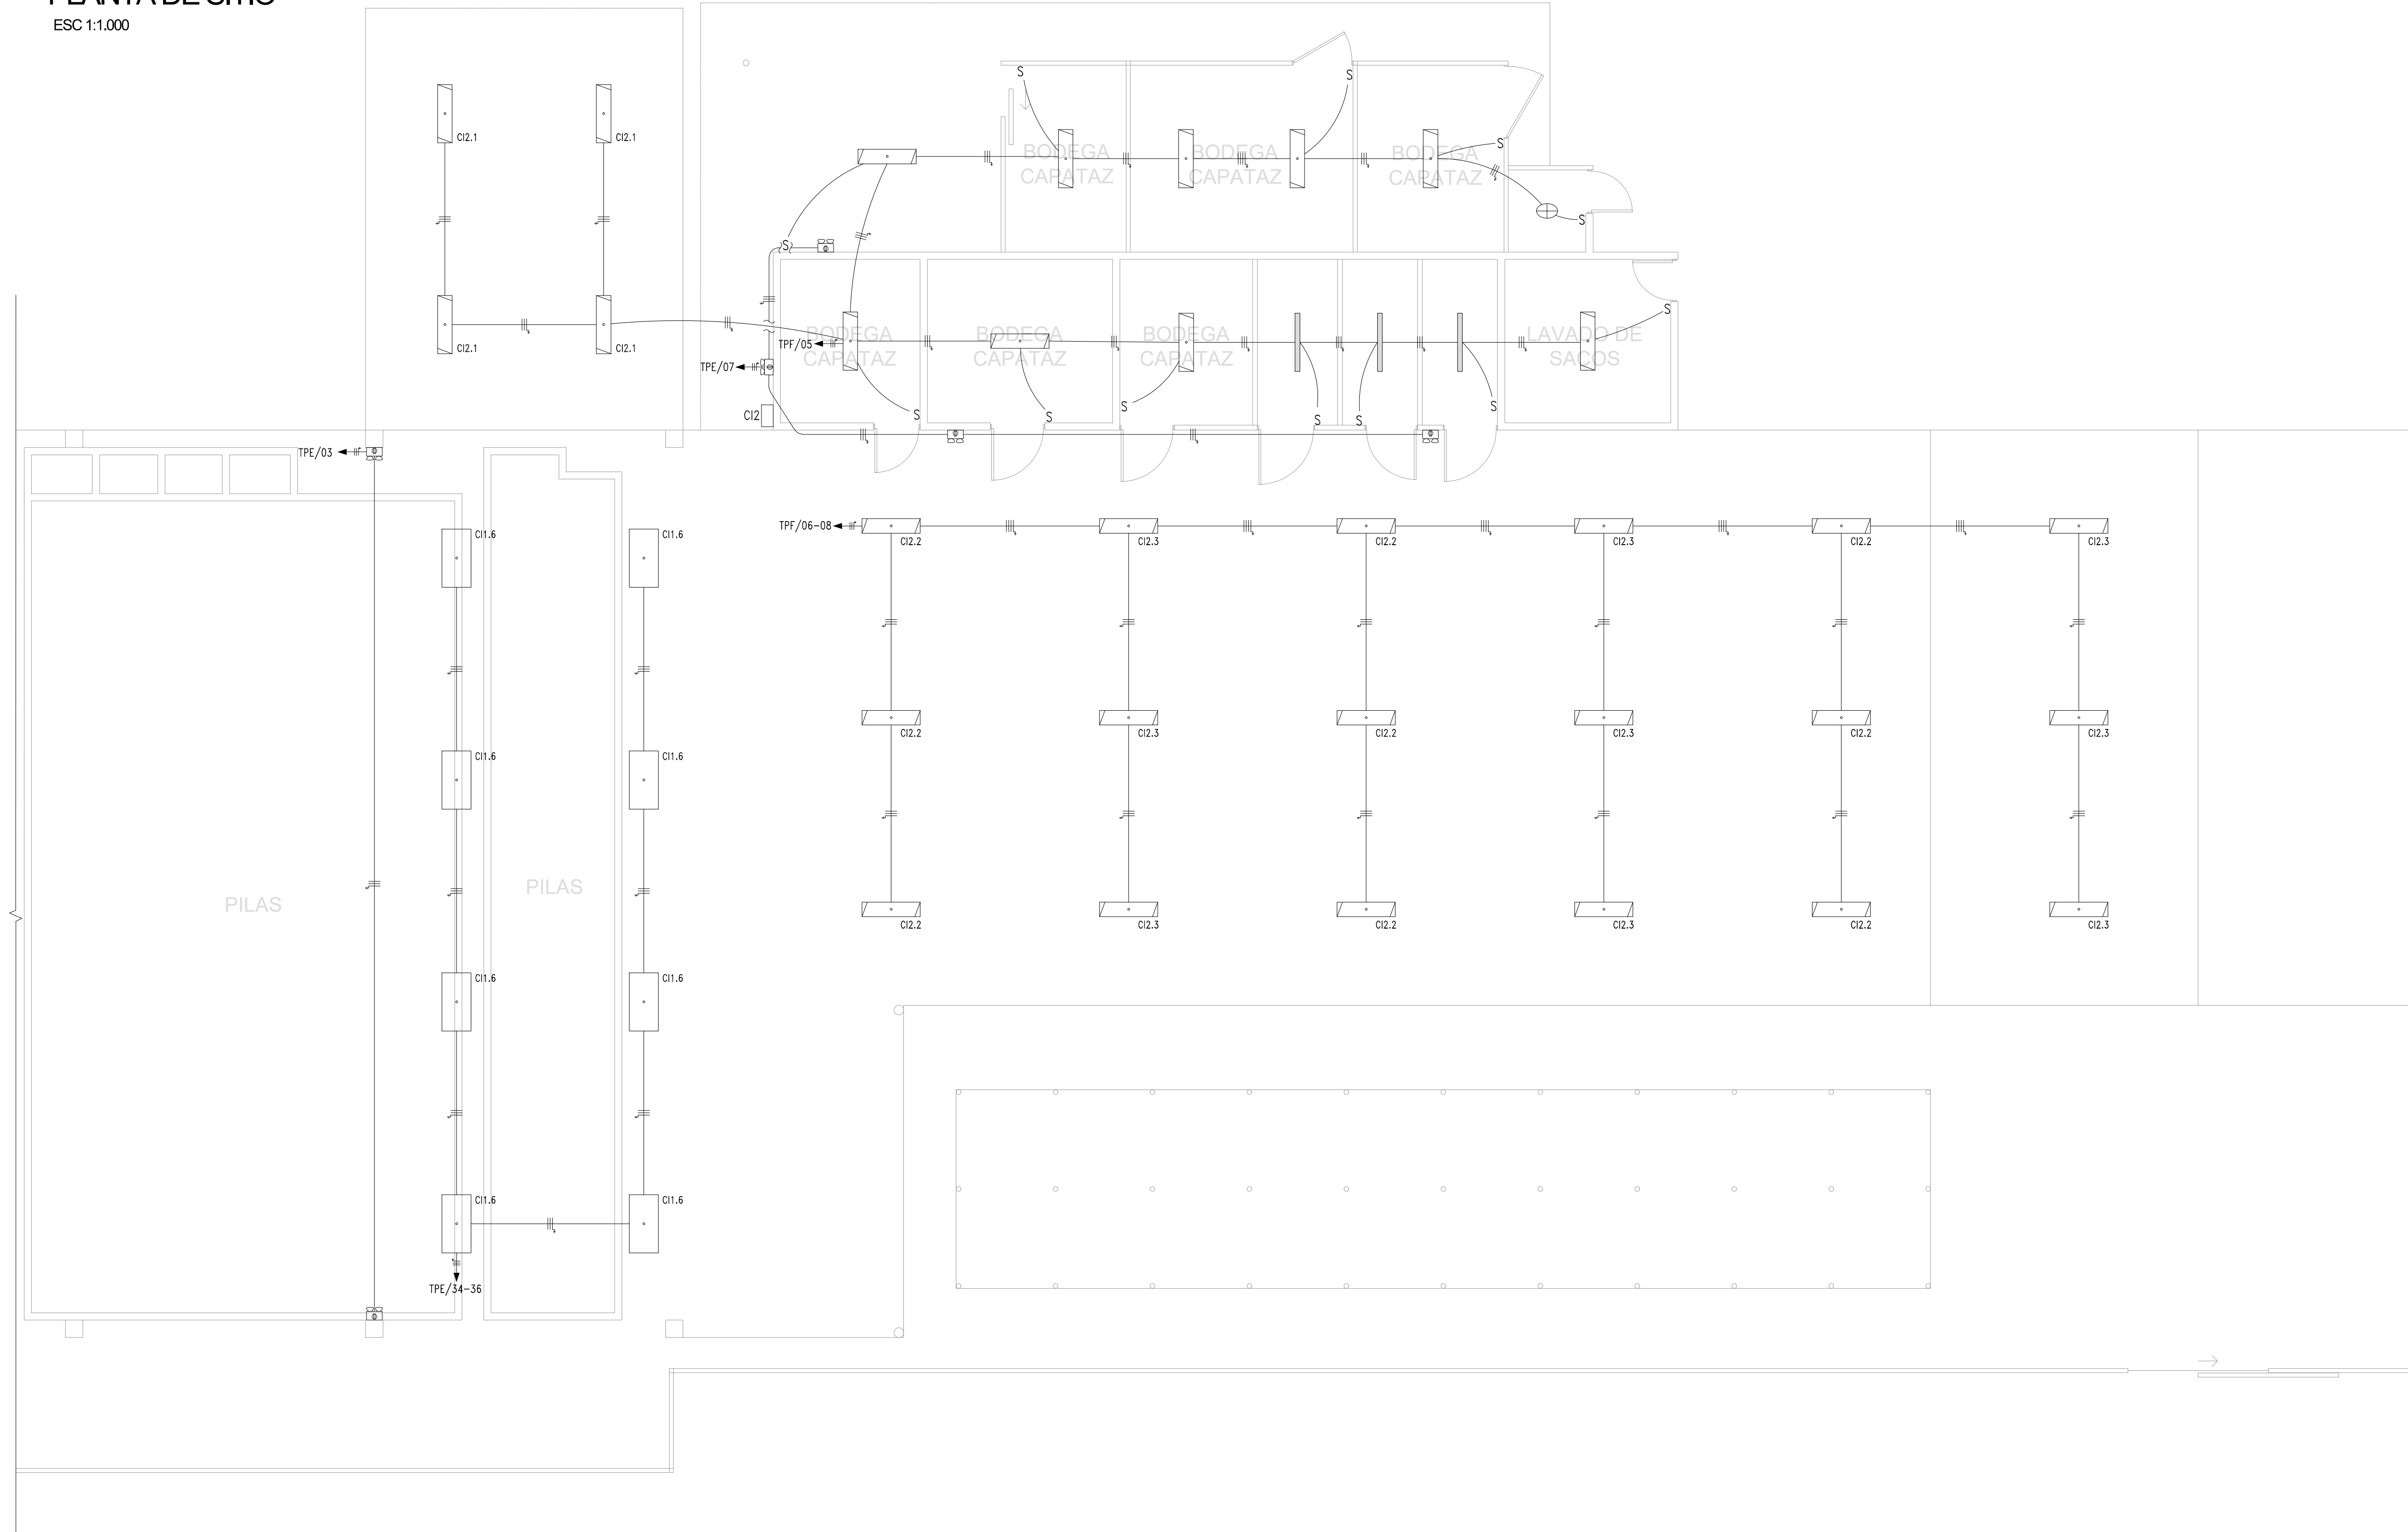 PLANTA DE SITIO
ESC 1:1.000
S
S
CI2.1
CI2.1
S
BODEGA
CAPATAZ
BODEGA
CAPATAZ
BODEGA
CAPATAZ
S
S
S
TPF/05
BODEGA
CAPATAZ
BODEGA
CAPATAZ
BODEGA
CAPATAZ
LAVADO DE
SACOS
CI2.1
CI2.1
TPE/07
CI2
S
S
S
S
S
S
TPE/03
TPF/06-08
CI1.6
CI1.6
CI2.2
CI2.3
CI2.2
CI2.3
CI2.2
CI2.3
CI2.2
CI2.3
CI2.2
CI2.3
CI2.2
CI2.3
CI1.6
CI1.6
PILAS
PILAS
CI2.2
CI2.3
CI2.2
CI2.3
CI2.2
CI2.3
CI1.6
CI1.6
CI1.6
CI1.6
TPE/34-36